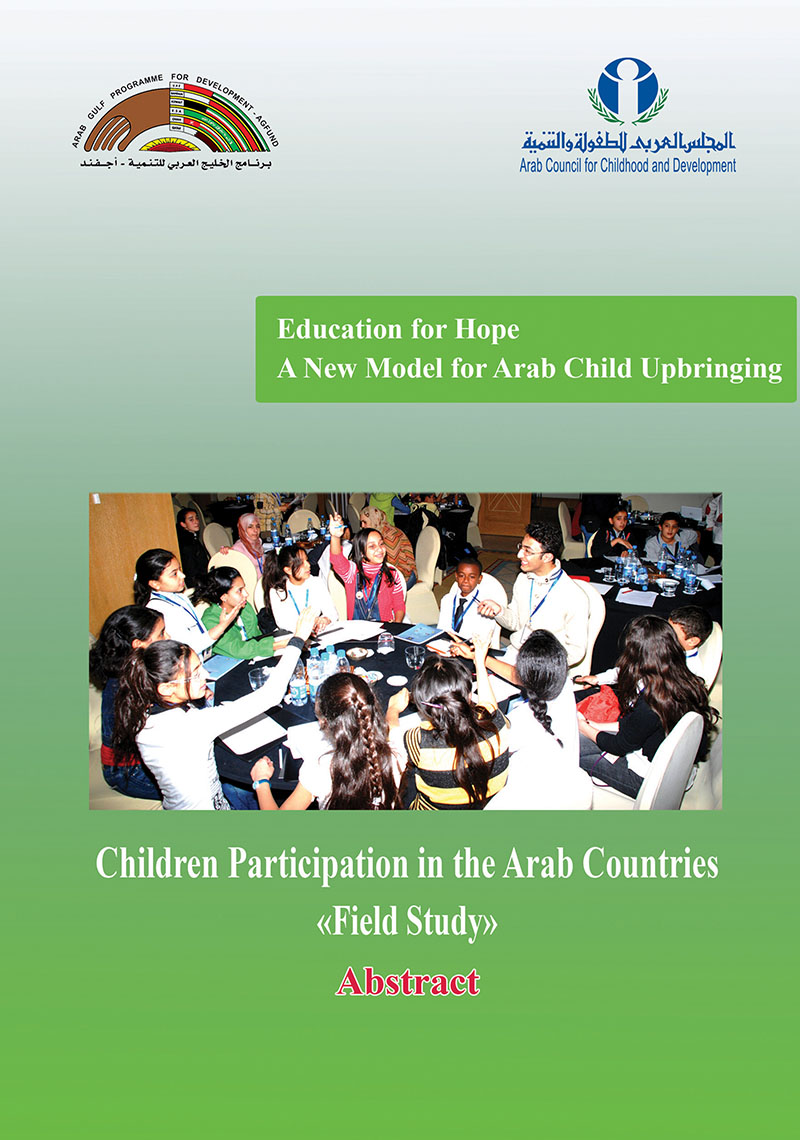 ARAB GULF PROGRAMME FOR DEVELOPMENT - AGFUND
برنامج الخليج العربي للتنمية - أجفند
المجلس العربى للطفولة والتنمية
Arab Council for Childhood and Development
Education for Hope
A New Model for Arab Child Upbringing
Children Participation in the Arab Countries
«Field Study»
Abstract